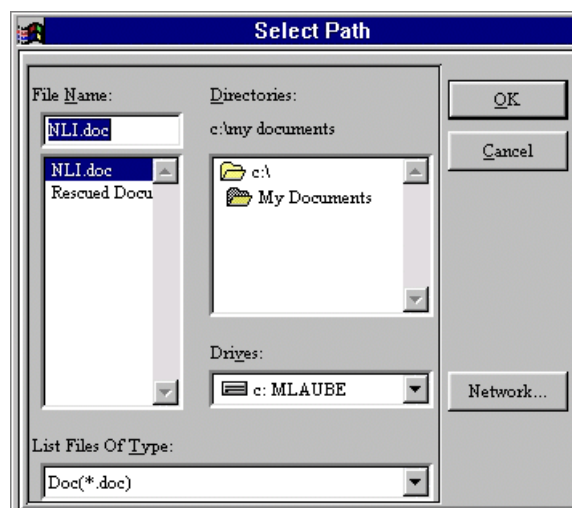 Select Path
File Name:
NLI.doc
NLI.doc
Rescued Docu
Directories:
c:\my documents
c:\
My Documents
Drives:
c: MLAUBE
List Files Of Type:
Doc(*.doc)
OK
Cancel
Network...